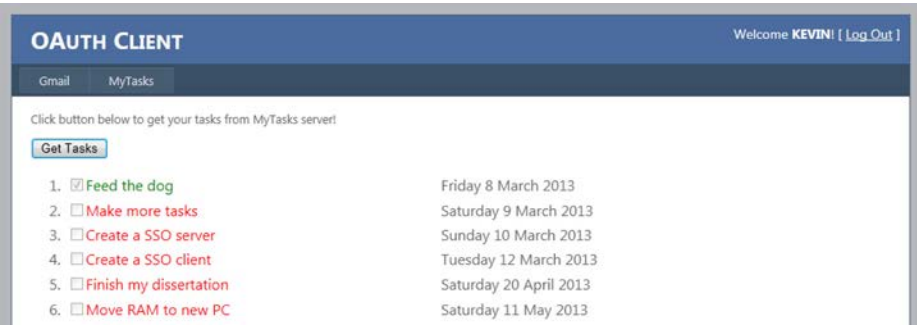 OAUTH CLIENT
Welcome KEVIN! [ Log Out ]
Gmail MyTasks
Click button below to get your tasks from MyTasks server!
Get Tasks
1. Feed the dog Friday 8 March 2013
2. Make more tasks Saturday 9 March 2013
3. Create a SSO server Sunday 10 March 2013
4. Create a SSO client Tuesday 12 March 2013
5. Finish my dissertation Saturday 20 April 2013
6. Move RAM to new PC Saturday 11 May 2013